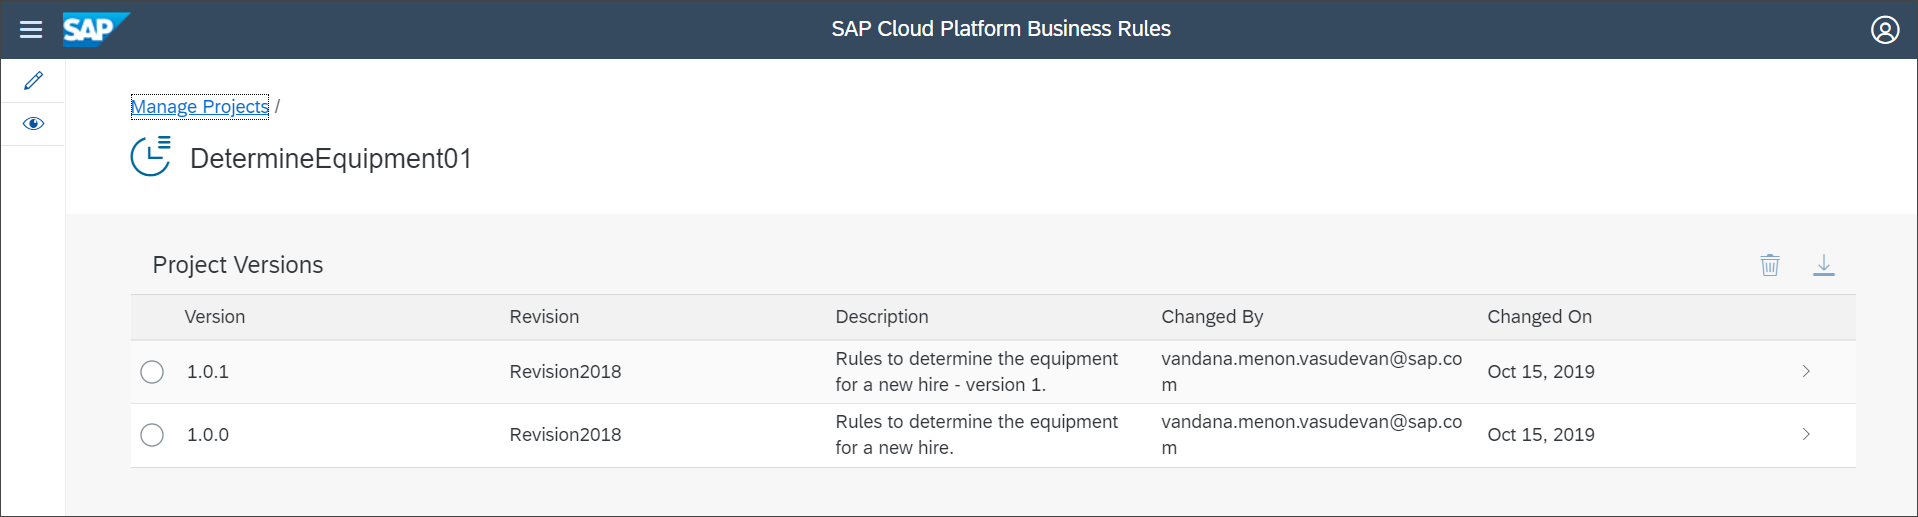 SAP
SAP Cloud Platform Business Rules
Manage Projects /
DetermineEquipment01
Project Versions
Version Revision Description Changed By Changed On
1.0.1 Revision2018 Rules to determine the equipment vandana.menon.vasudevan@sap.co Oct 15, 2019
for a new hire - version 1. m
1.0.0 Revision2018 Rules to determine the equipment vandana.menon.vasudevan@sap.co Oct 15, 2019
for a new hire. m